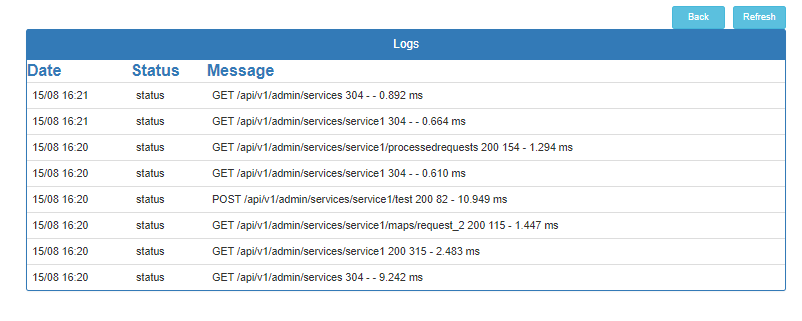 Back Refresh
Logs
Date Status Message
15/08 16:21 status GET /api/v1/admin/services 304 - - 0.892 ms
15/08 16:21 status GET /api/v1/admin/services/service1 304 - - 0.664 ms
15/08 16:20 status GET /api/v1/admin/services/service1/processedrequests 200 154 - 1.294 ms
15/08 16:20 status GET /api/v1/admin/services/service1 304 - - 0.610 ms
15/08 16:20 status POST /api/v1/admin/services/service1/test 200 82 - 10.949 ms
15/08 16:20 status GET /api/v1/admin/services/service1/maps/request_2 200 115 - 1.447 ms
15/08 16:20 status GET /api/v1/admin/services/service1 200 315 - 2.483 ms
15/08 16:20 status GET /api/v1/admin/services 304 - - 9.242 ms